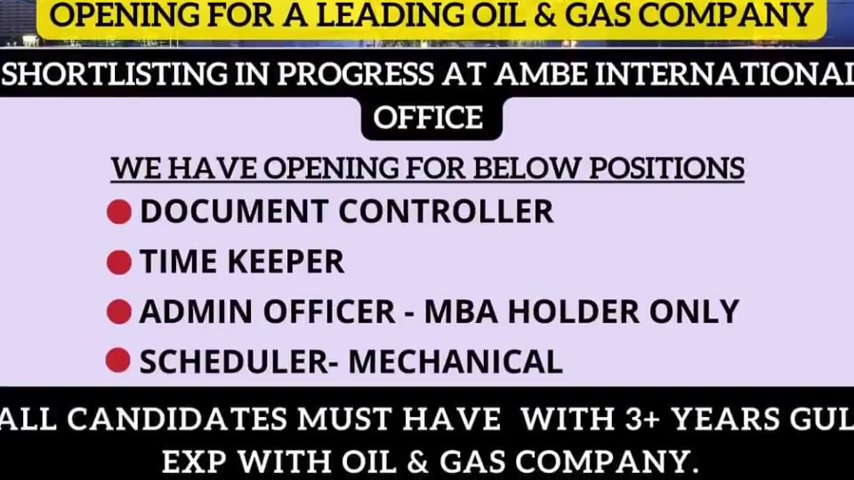 OPENING FOR A LEADING OIL & GAS COMPANY
SHORTLISTING IN PROGRESS AT AMBE INTERNATIONAL
OFFICE
WE HAVE OPENING FOR BELOW POSITIONS
DOCUMENT CONTROLLER
TIME KEEPER
ADMIN OFFICER - MBA HOLDER ONLY
SCHEDULER- MECHANICAL
ALL CANDIDATES MUST HAVE WITH 3+ YEARS GUL
EXP WITH OIL & GAS COMPANY.